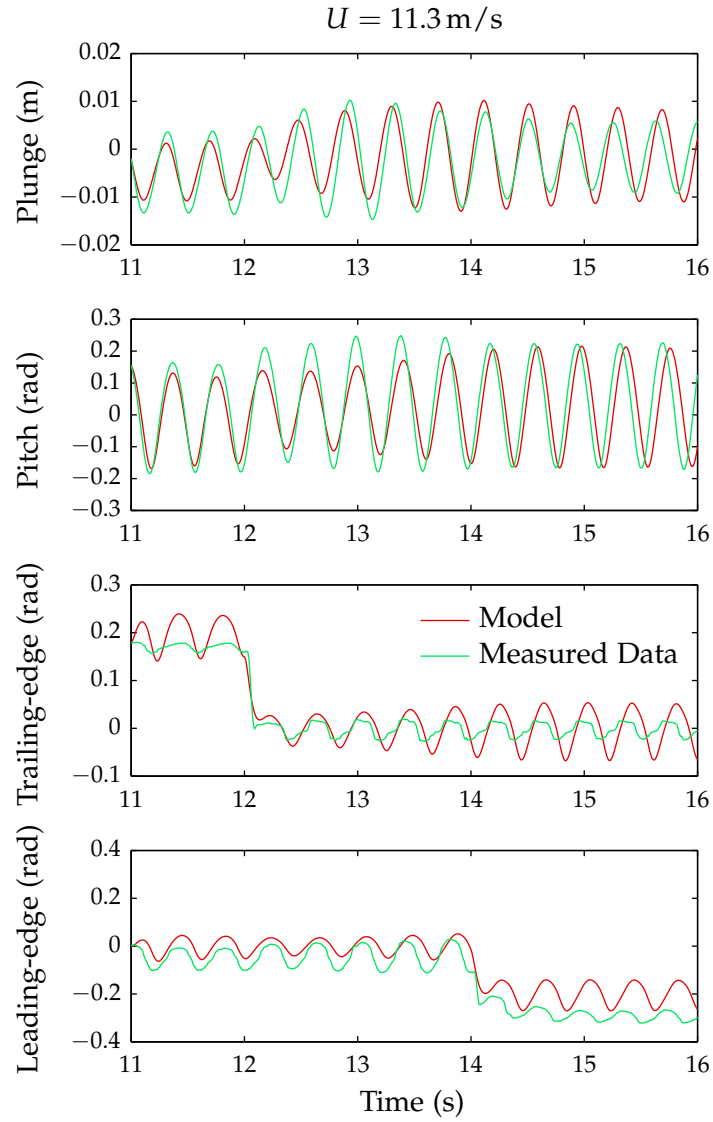 U = 11.3 m/s
Plunge (m)
0.02
0.01
0
−0.01
−0.02
11 12 13 14 15 16
Pitch (rad)
0.3
0.2
0.1
0
−0.1
−0.2
−0.3
11 12 13 14 15 16
Trailing-edge (rad)
0.3
0.2
0.1
0
−0.1
Model
Measured Data
11 12 13 14 15 16
Leading-edge (rad)
0.4
0.2
0
−0.2
−0.4
11 12 13 14 15 16
Time (s)